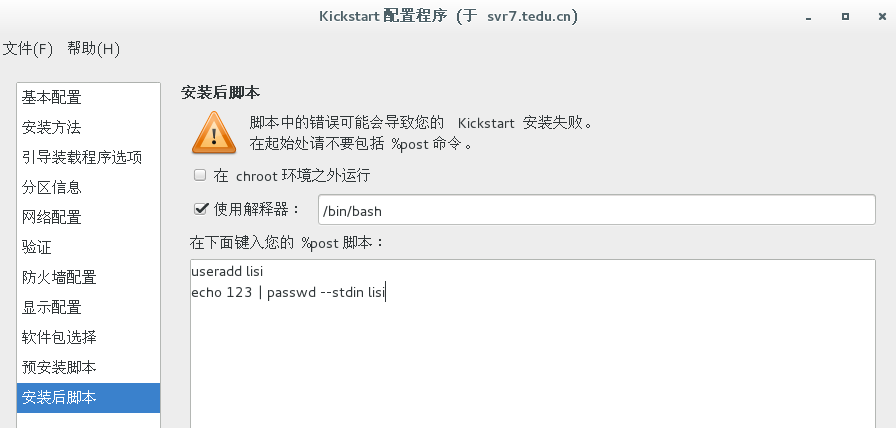 Kickstart 配置程序 (于 svr7.tedu.cn)
文件(F) 帮助(H)
基本配置
安装方法
引导装载程序选项
分区信息
网络配置
验证
防火墙配置
显示配置
软件包选择
预安装脚本
安装后脚本
安装后脚本
脚本中的错误可能会导致您的 Kickstart 安装失败。
在起始处请不要包括 %post 命令。
在 chroot 环境之外运行
使用解释器： /bin/bash
在下面键入您的 %post 脚本：
useradd lisi
echo 123 | passwd --stdin lisi